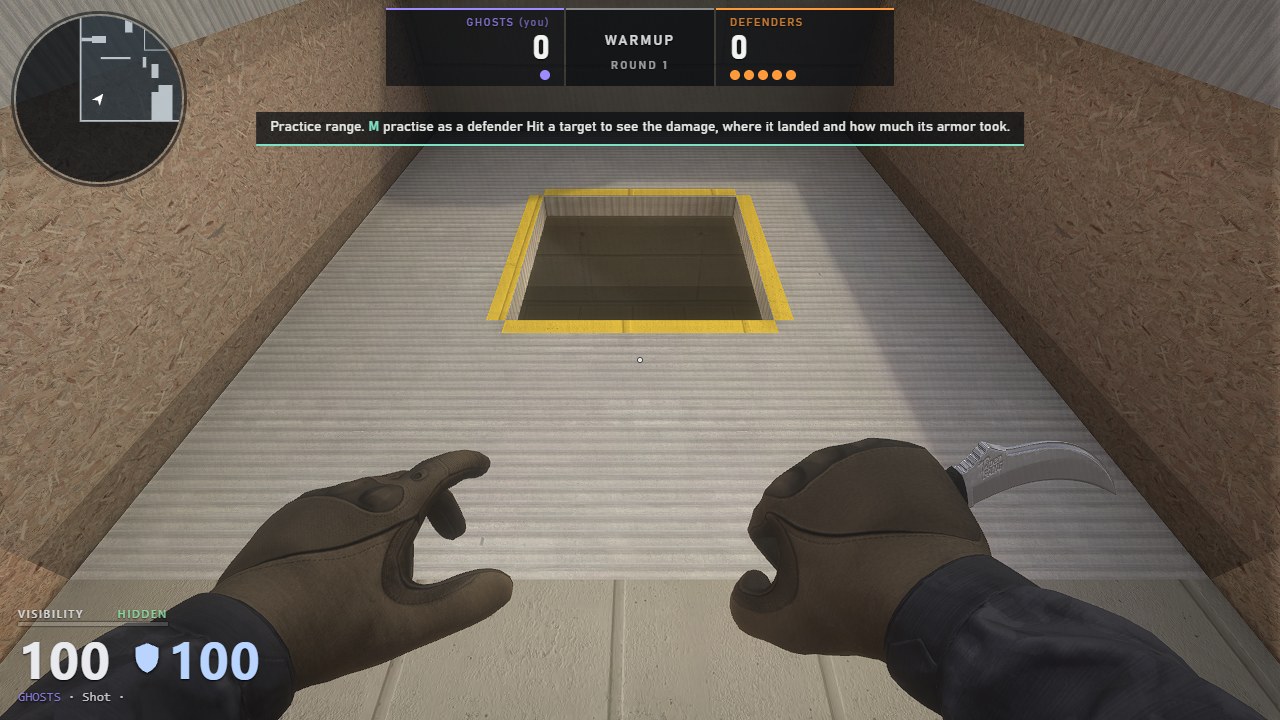 GHOSTS (you)
0
WARMUP
ROUND 1
DEFENDERS
0
Practice range. M practise as a defender Hit a target to see the damage, where it landed and how much its armor took.
VISIBILITY HIDDEN
100 100
GHOSTS · Shot ·